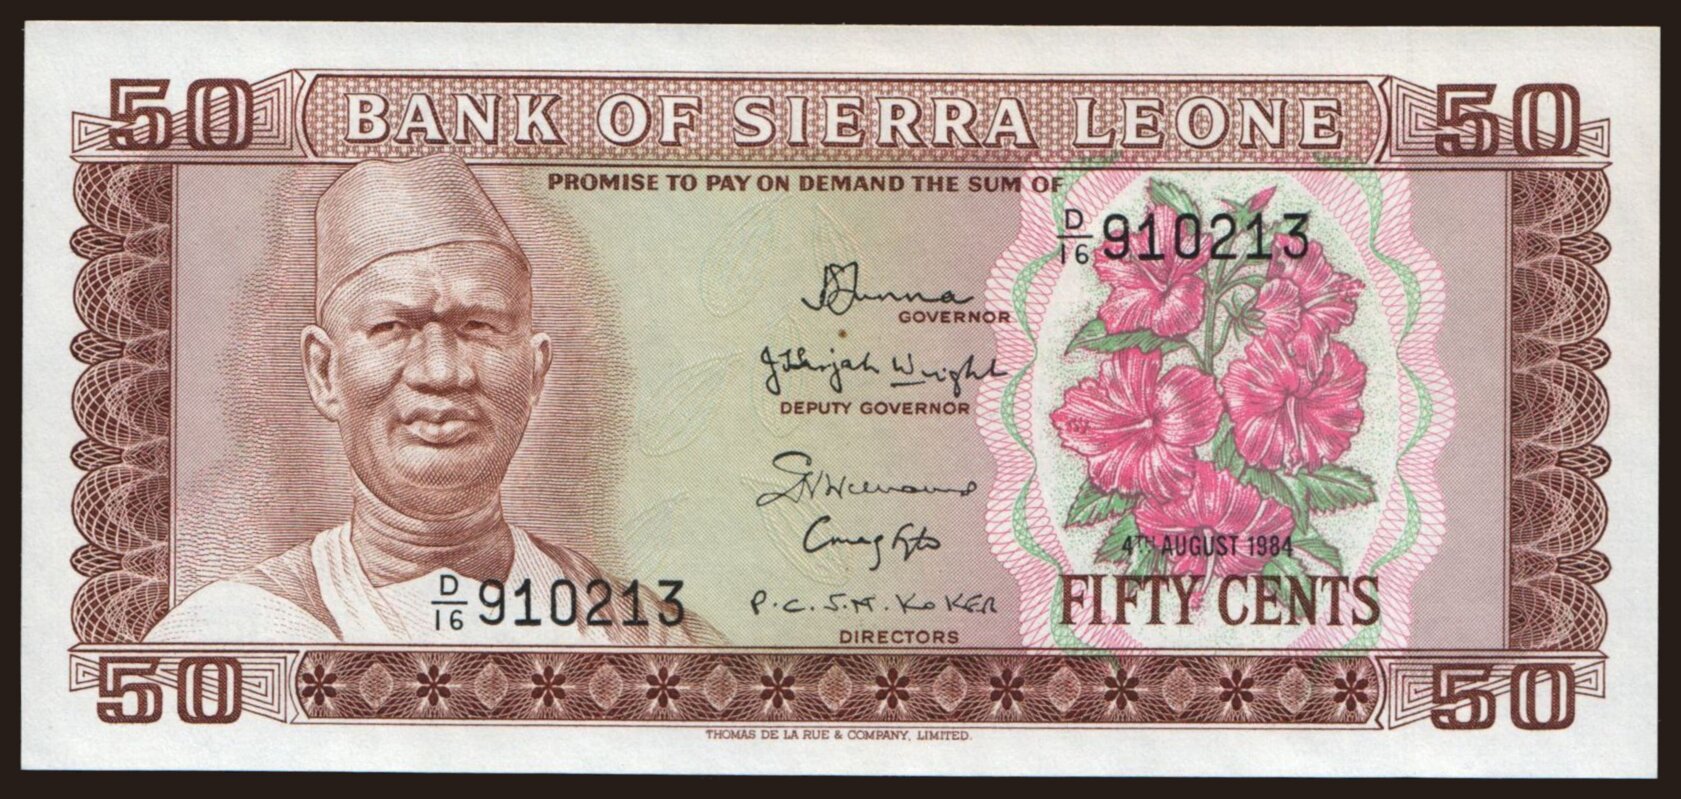 50 BANK OF SIERRA LEONE 50
PROMISE TO PAY ON DEMAND THE SUM OF
D/16 910213
GOVERNOR
DEPUTY GOVERNOR
4TH AUGUST 1984
D/16 910213
P.C.S.M. KOKER
FIFTY CENTS
DIRECTORS
50 50
THOMAS DE LA RUE & COMPANY, LIMITED.